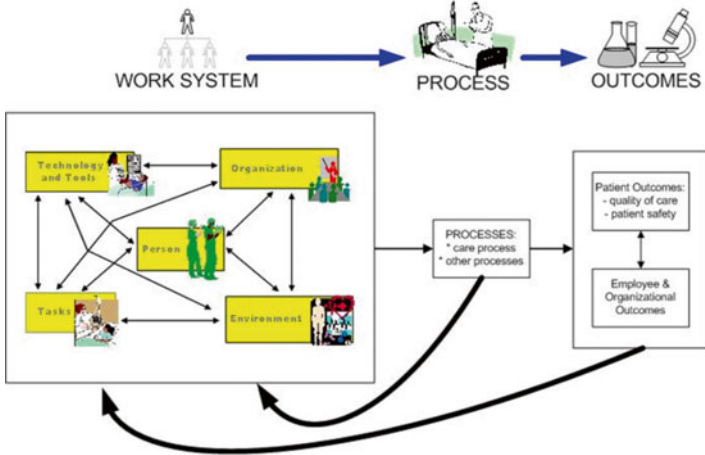 WORK SYSTEM
PROCESS
OUTCOMES
Technology
and Tools
Organization
Person
Tasks
Environment
PROCESSES:
* care process
* other processes
Patient Outcomes:
- quality of care
- patient safety
Employee &
Organizational
Outcomes